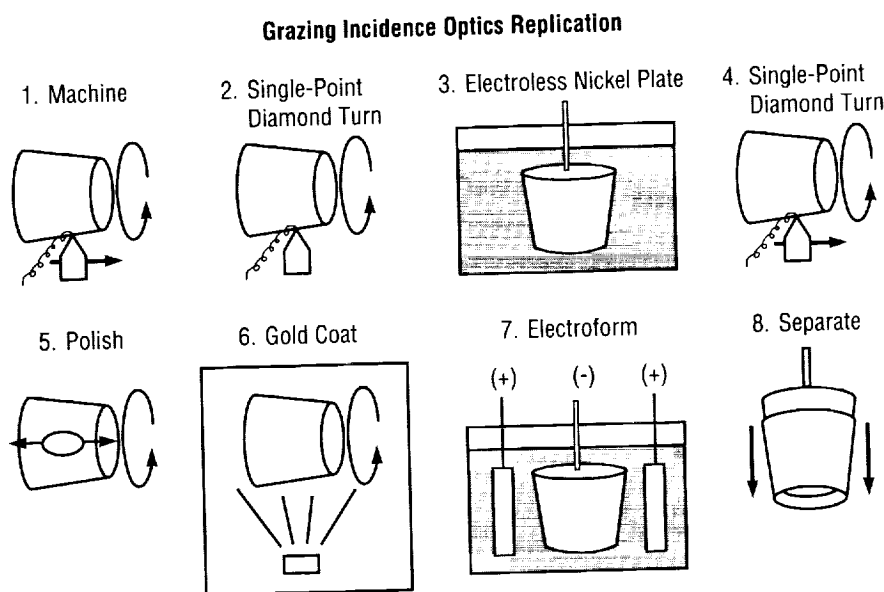 Grazing Incidence Optics Replication
1. Machine
2. Single-Point
Diamond Turn
3. Electroless Nickel Plate
4. Single-Point
Diamond Turn
5. Polish
6. Gold Coat
7. Electroform
(+) (-) (+)
8. Separate